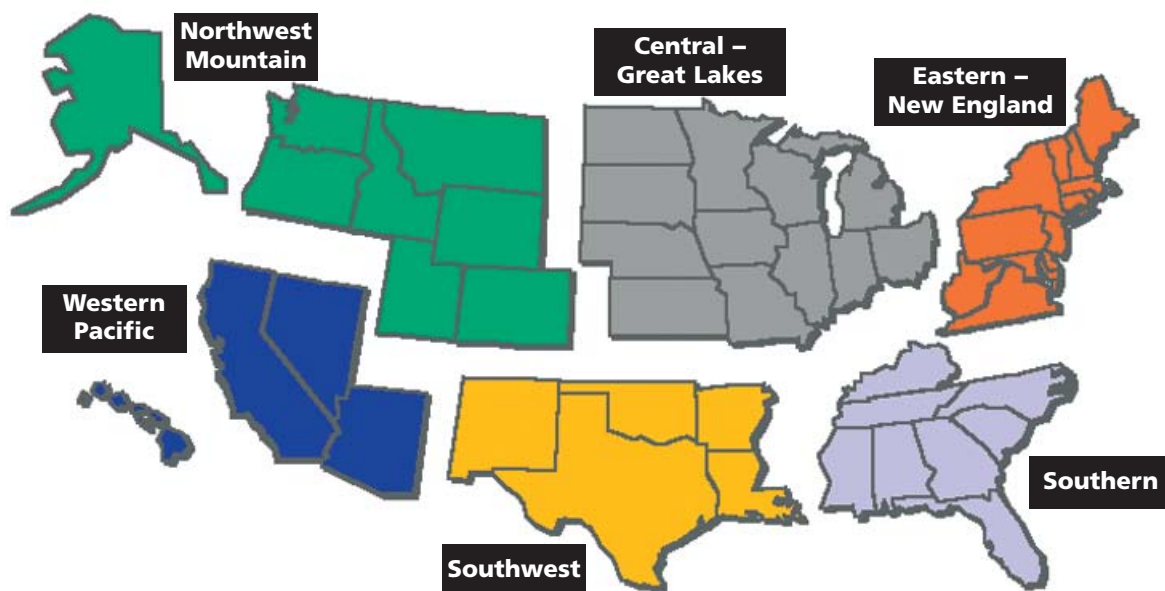 Northwest
Mountain
Central –
Great Lakes
Eastern –
New England
Western
Pacific
Southern
Southwest